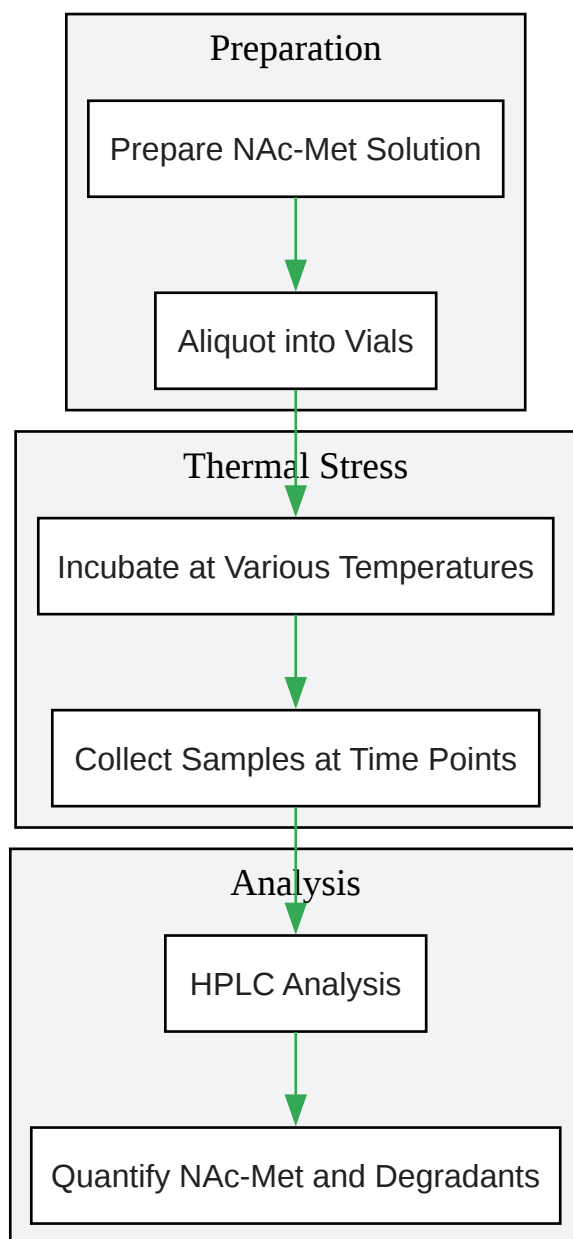 Preparation
Prepare NAc-Met Solution
Aliquot into Vials
Thermal Stress
Incubate at Various Temperatures
Collect Samples at Time Points
Analysis
HPLC Analysis
Quantify NAc-Met and Degradants